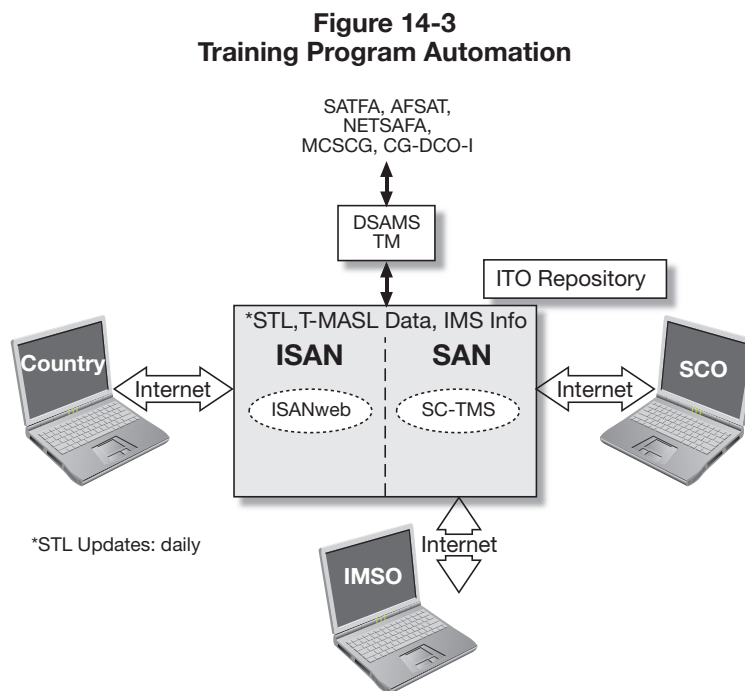 Figure 14-3
Training Program Automation
SATFA, AFSAT,
NETSAFA,
MCSCG, CG-DCO-I
DSAMS
TM
ITO Repository
*STL,T-MASL Data, IMS Info
ISAN
SAN
Country
Internet
ISANweb
SC-TMS
Internet
SCO
*STL Updates: daily
Internet
IMSO